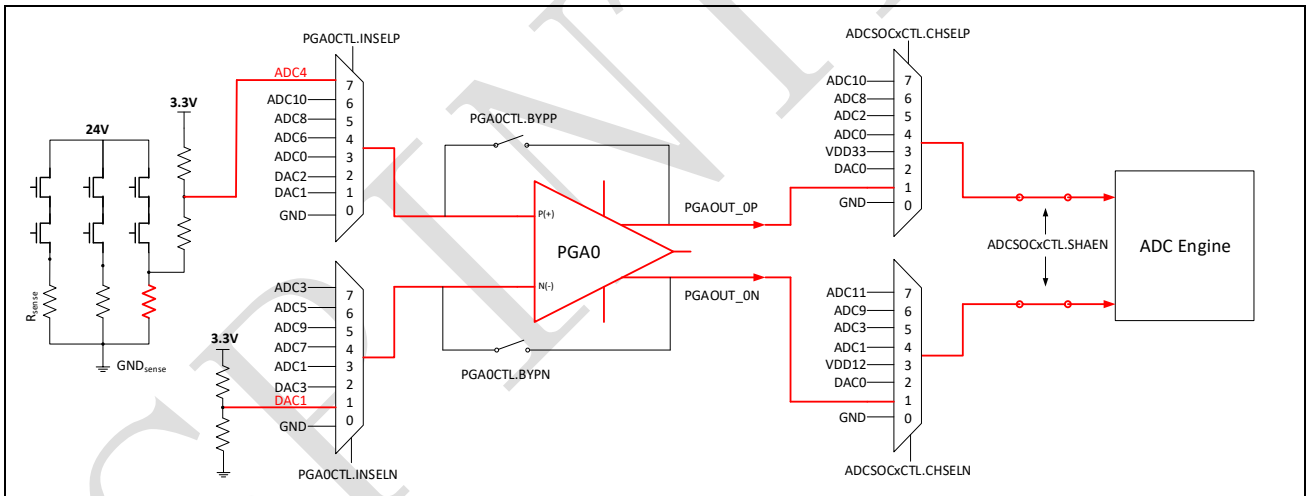 PGA0CTL.INSELP
ADCSOCxCTL.CHSELP
ADC4
7
ADC10
6
ADC8
5
ADC6
4
ADC0
3
DAC2
2
DAC1
1
GND
0
3.3V
24V
Rsense
GNDsense
3.3V
PGA0CTL.BYPP
P(+)
PGA0
N(-)
PGA0CTL.BYPN
PGAOUT_0P
PGAOUT_0N
ADC3
7
ADC5
6
ADC9
5
ADC7
4
ADC1
3
DAC3
2
DAC1
1
GND
0
PGA0CTL.INSELN
ADC10
7
ADC8
6
ADC2
5
ADC0
4
VDD33
3
DAC0
2
1
GND
0
ADCSOCxCTL.SHAEN
ADC Engine
ADC11
7
ADC9
6
ADC3
5
ADC1
4
VDD12
3
DAC0
2
1
GND
0
ADCSOCxCTL.CHSELN